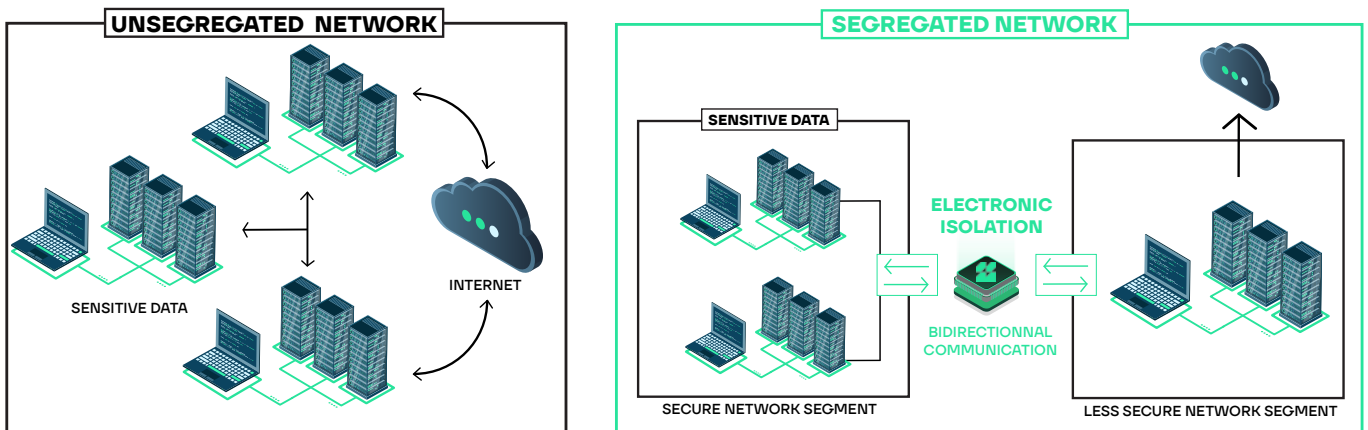 UNSEGREGATED NETWORK
INTERNET
SENSITIVE DATA
SEGREGATED NETWORK
SENSITIVE DATA
ELECTRONIC
ISOLATION
BIDIRECTIONNAL
COMMUNICATION
SECURE NETWORK SEGMENT
LESS SECURE NETWORK SEGMENT